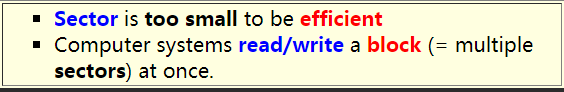 ▪ Sector is too small to be efficient
▪ Computer systems read/write a block (= multiple
sectors) at once.